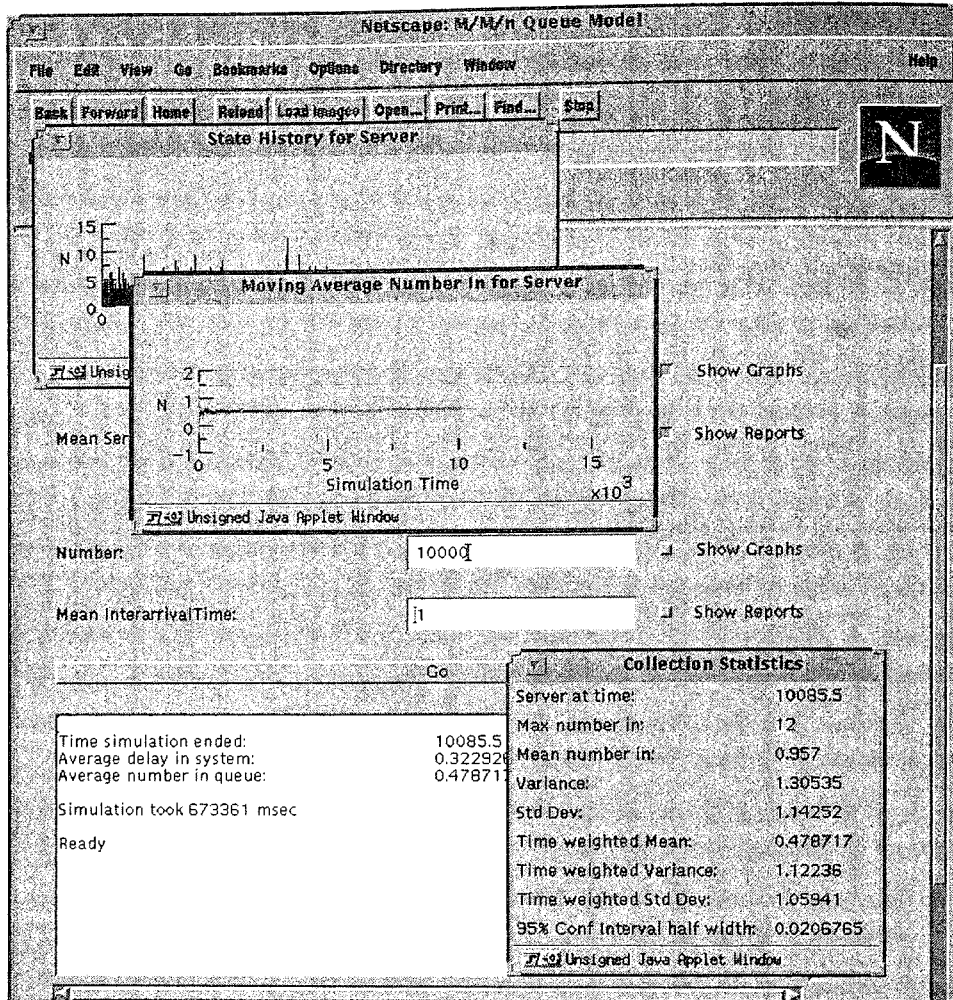 Netscape: M/M/n Queue Model
File Edit View Go Bookmarks Options Directory Window Help
Back Forward Home Reload Load Images Open... Print... Find... Stop
N
State History for Server
15
N 10
5
0
0
Unsig
Moving Average Number In for Server
2
N 1
0
-1
0 5 10 15
Simulation Time
×10³
Unsigned Java Applet Window
Show Graphs
Mean Ser
Show Reports
Number: 10000 Show Graphs
Mean InterarrivalTime: 1 Show Reports
Go
Time simulation ended: 10085.5
Average delay in system: 0.322920
Average number in queue: 0.478717
Simulation took 673361 msec
Ready
Collection Statistics
Server at time: 10085.5
Max number in: 12
Mean number in: 0.957
Variance: 1.30535
Std Dev: 1.14252
Time weighted Mean: 0.478717
Time weighted Variance: 1.12236
Time weighted Std Dev: 1.05941
95% Conf Interval half width: 0.0206765
Unsigned Java Applet Window